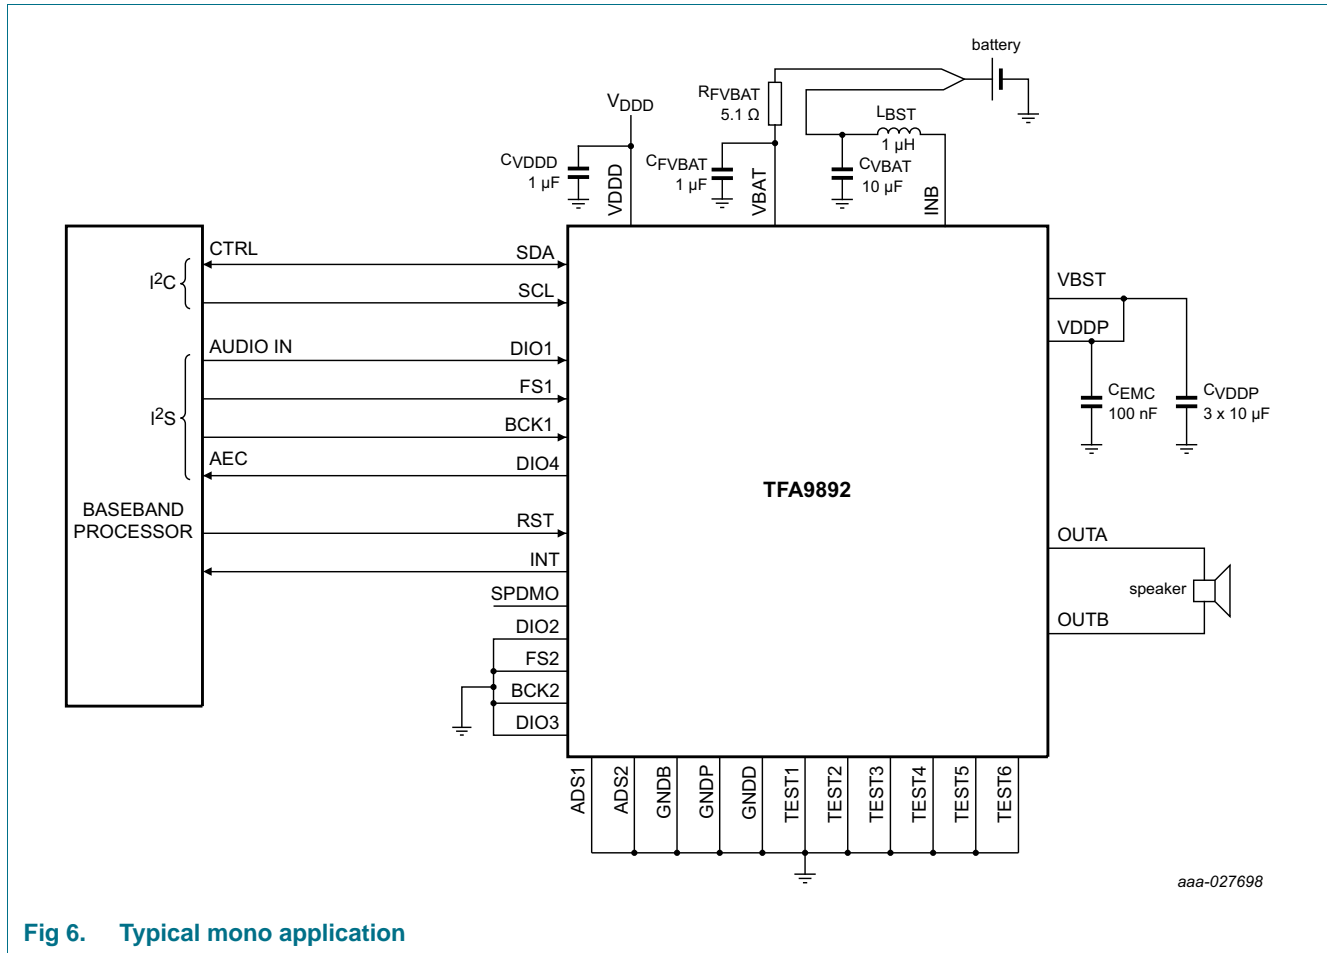 battery
RFVBAT
5.1 Ω
VDDD
LBST
1 µH
CVDDD
1 µF
VDDD
CFVBAT
1 µF
VBAT
CVBAT
10 µF
INB
CTRL
SDA
I2C
SCL
VBST
VDDP
AUDIO IN
DIO1
FS1
I2S
BCK1
AEC
DIO4
CEMC
100 nF
CVDDP
3 x 10 µF
TFA9892
BASEBAND
PROCESSOR
RST
INT
SPDMO
DIO2
FS2
BCK2
DIO3
OUTA
speaker
OUTB
ADS1
ADS2
GNDB
GNDP
GNDD
TEST1
TEST2
TEST3
TEST4
TEST5
TEST6
aaa-027698
Fig 6. Typical mono application